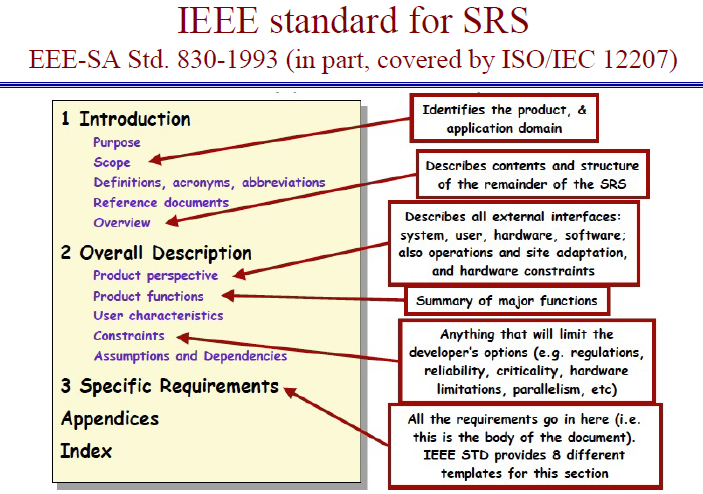 IEEE standard for SRS
EEE-SA Std. 830-1993 (in part, covered by ISO/IEC 12207)
1 Introduction
Purpose
Scope
Definitions, acronyms, abbreviations
Reference documents
Overview
2 Overall Description
Product perspective
Product functions
User characteristics
Constraints
Assumptions and Dependencies
3 Specific Requirements
Appendices
Index
Identifies the product, &
application domain
Describes contents and structure
of the remainder of the SRS
Describes all external interfaces:
system, user, hardware, software;
also operations and site adaptation,
and hardware constraints
Summary of major functions
Anything that will limit the
developer's options (e.g. regulations,
reliability, criticality, hardware
limitations, parallelism, etc)
All the requirements go in here (i.e.
this is the body of the document).
IEEE STD provides 8 different
templates for this section